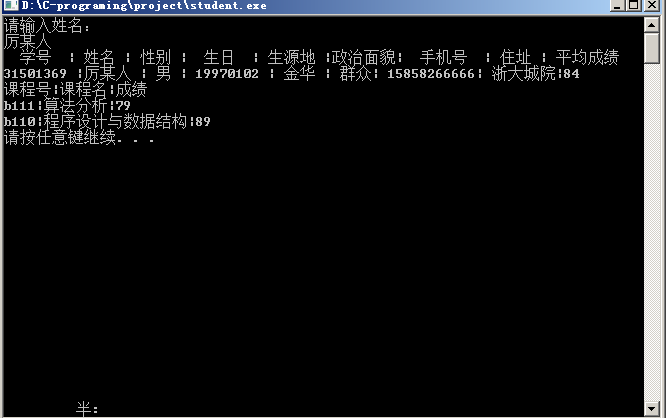 D:\C-programing\project\student.exe
请输入姓名:
厉某人
学号 | 姓名 | 性别 | 生日 | 生源地 |政治面貌| 手机号 | 住址 | 平均成绩
31501369 |厉某人 | 男 | 19970102 | 金华 | 群众| 15858266666| 浙大城院|84
课程号|课程名|成绩
b111|算法分析|79
b110|程序设计与数据结构|89
请按任意键继续. . .
半: